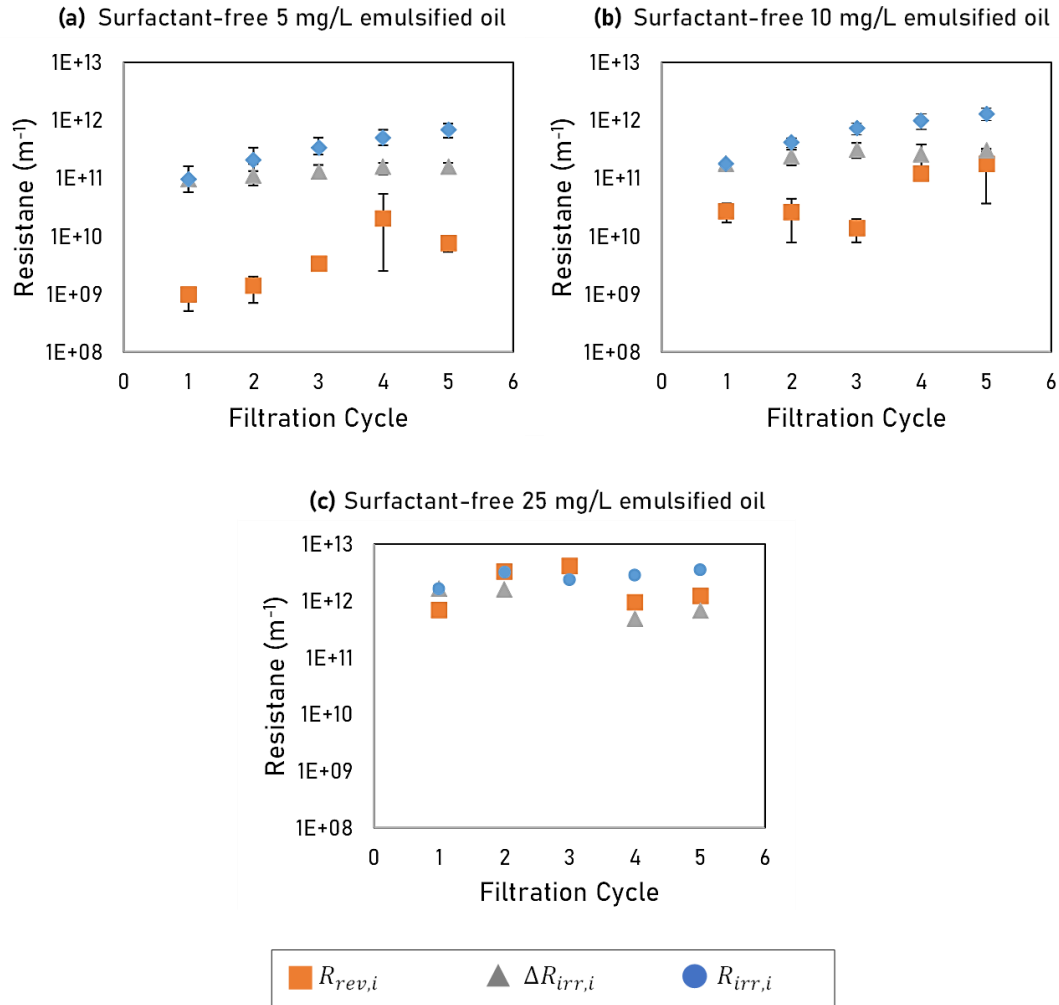 (a) Surfactant-free 5 mg/L emulsified oil
1E+13
1E+12
1E+11
1E+10
1E+09
1E+08
Resistane (m⁻¹)
0 1 2 3 4 5 6
Filtration Cycle
(b) Surfactant-free 10 mg/L emulsified oil
1E+13
1E+12
1E+11
1E+10
1E+09
1E+08
Resistane (m⁻¹)
0 1 2 3 4 5 6
Filtration Cycle
(c) Surfactant-free 25 mg/L emulsified oil
1E+13
1E+12
1E+11
1E+10
1E+09
1E+08
Resistane (m⁻¹)
0 1 2 3 4 5 6
Filtration Cycle
R_rev,i ΔR_irr,i R_irr,i